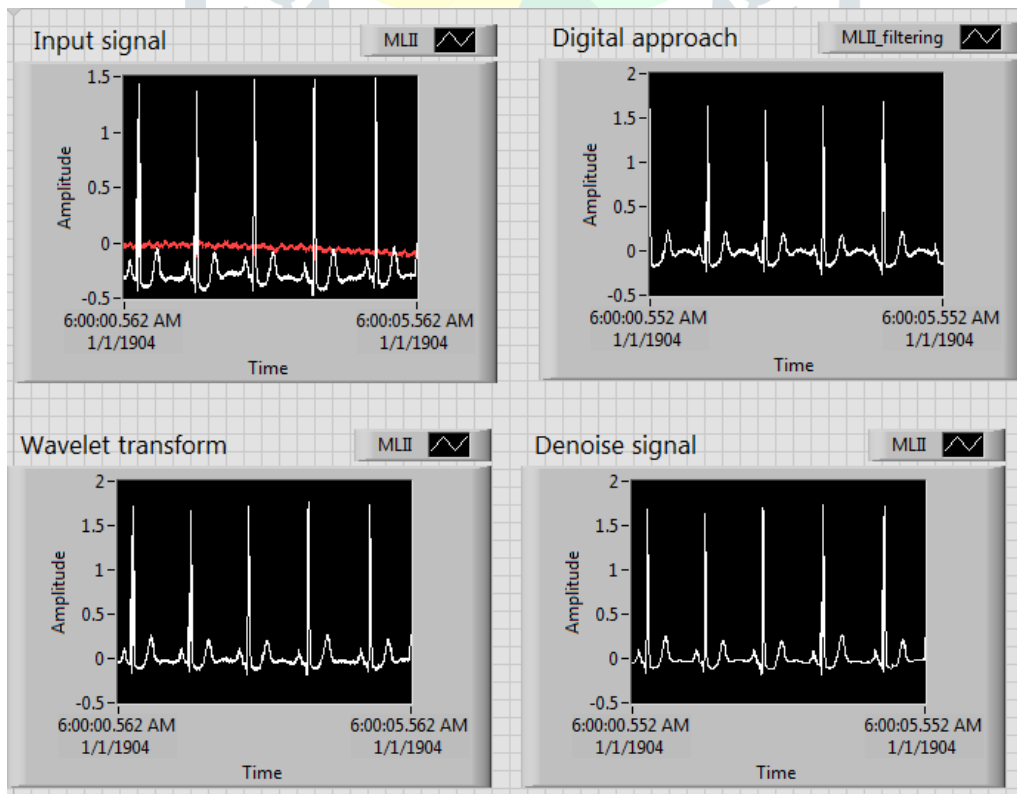 Input signal
MLII
1.5
1
0.5
0
-0.5
Amplitude
6:00:00.562 AM
1/1/1904
6:00:05.562 AM
1/1/1904
Time
Digital approach
MLII_filtering
2
1.5
1
0.5
0
-0.5
Amplitude
6:00:00.552 AM
1/1/1904
6:00:05.552 AM
1/1/1904
Time
Wavelet transform
MLII
2
1.5
1
0.5
0
-0.5
Amplitude
6:00:00.562 AM
1/1/1904
6:00:05.562 AM
1/1/1904
Time
Denoise signal
MLII
2
1.5
1
0.5
0
-0.5
Amplitude
6:00:00.552 AM
1/1/1904
6:00:05.552 AM
1/1/1904
Time